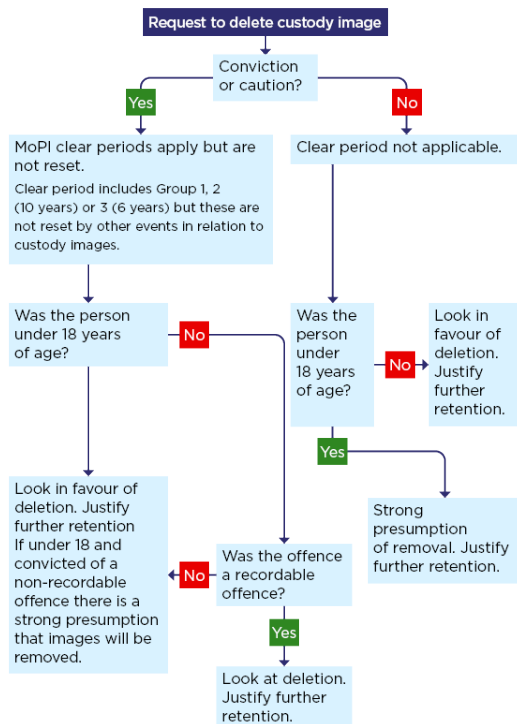 Request to delete custody image
Conviction
or caution?
Yes
No
MoPI clear periods apply but are
not reset.
Clear period includes Group 1, 2
(10 years) or 3 (6 years) but these are
not reset by other events in relation to
custody images.
Clear period not applicable.
Was the person
under 18 years
of age?
No
Was the
person
under
18 years
of age?
No
Look in
favour of
deletion.
Justify
further
retention.
Yes
Strong
presumption
of removal. Justify
further retention.
Look in favour of
deletion. Justify
further retention
If under 18 and
convicted of a
non-recordable
offence there is a
strong presumption
that images will be
removed.
No
Was the offence
a recordable
offence?
Yes
Look at deletion.
Justify further
retention.